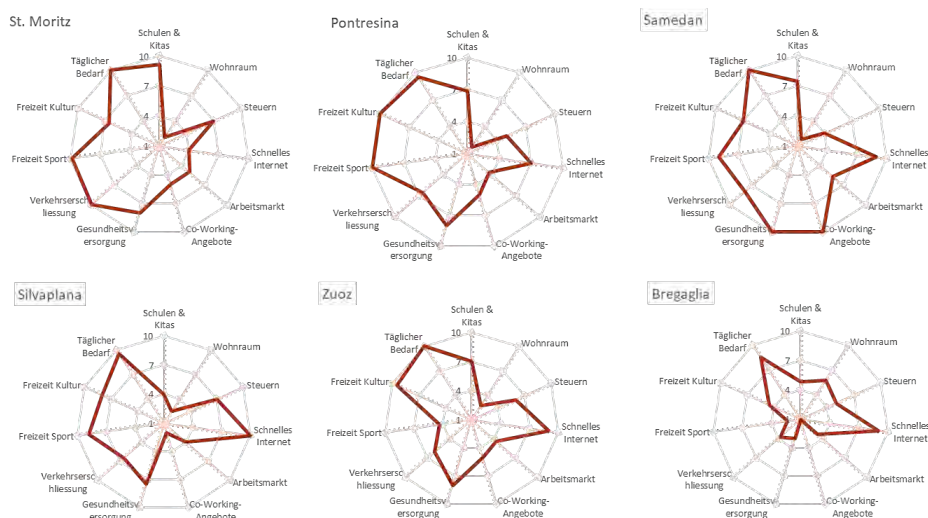 St. Moritz
Schulen &
Kitas
10
7
4
1
Wohnraum
Steuern
Schnelles
Internet
Arbeitsmarkt
Co-Working-
Angebote
Gesundheitsv
ersorgung
Verkehrsersch
liessung
Freizeit Sport
Freizeit Kultur
Täglicher
Bedarf
Pontresina
Schulen &
Kitas
10
7
4
1
Wohnraum
Steuern
Schnelles
Internet
Arbeitsmarkt
Co-Working-
Angebote
Gesundheitsv
ersorgung
Verkehrsersch
liessung
Freizeit Sport
Freizeit Kultur
Täglicher
Bedarf
Samedan
Schulen &
Kitas
10
7
4
1
Wohnraum
Steuern
Schnelles
Internet
Arbeitsmarkt
Co-Working-
Angebote
Gesundheitsv
ersorgung
Verkehrsersch
liessung
Freizeit Sport
Freizeit Kultur
Täglicher
Bedarf
Silvaplana
Schulen &
Kitas
10
7
4
1
Wohnraum
Steuern
Schnelles
Internet
Arbeitsmarkt
Co-Working-
Angebote
Gesundheitsv
ersorgung
Verkehrsersc
hliessung
Freizeit Sport
Freizeit Kultur
Täglicher
Bedarf
Zuoz
Schulen &
Kitas
10
7
4
1
Wohnraum
Steuern
Schnelles
Internet
Arbeitsmarkt
Co-Working-
Angebote
Gesundheitsv
ersorgung
Verkehrsersc
hliessung
Freizeit Sport
Freizeit Kultur
Täglicher
Bedarf
Bregaglia
Schulen &
Kitas
10
7
4
1
Wohnraum
Steuern
Schnelles
Internet
Arbeitsmarkt
Co-Working-
Angebote
Gesundheitsv
ersorgung
Verkehrsersc
hliessung
Freizeit Sport
Freizeit Kultur
Täglicher
Bedarf